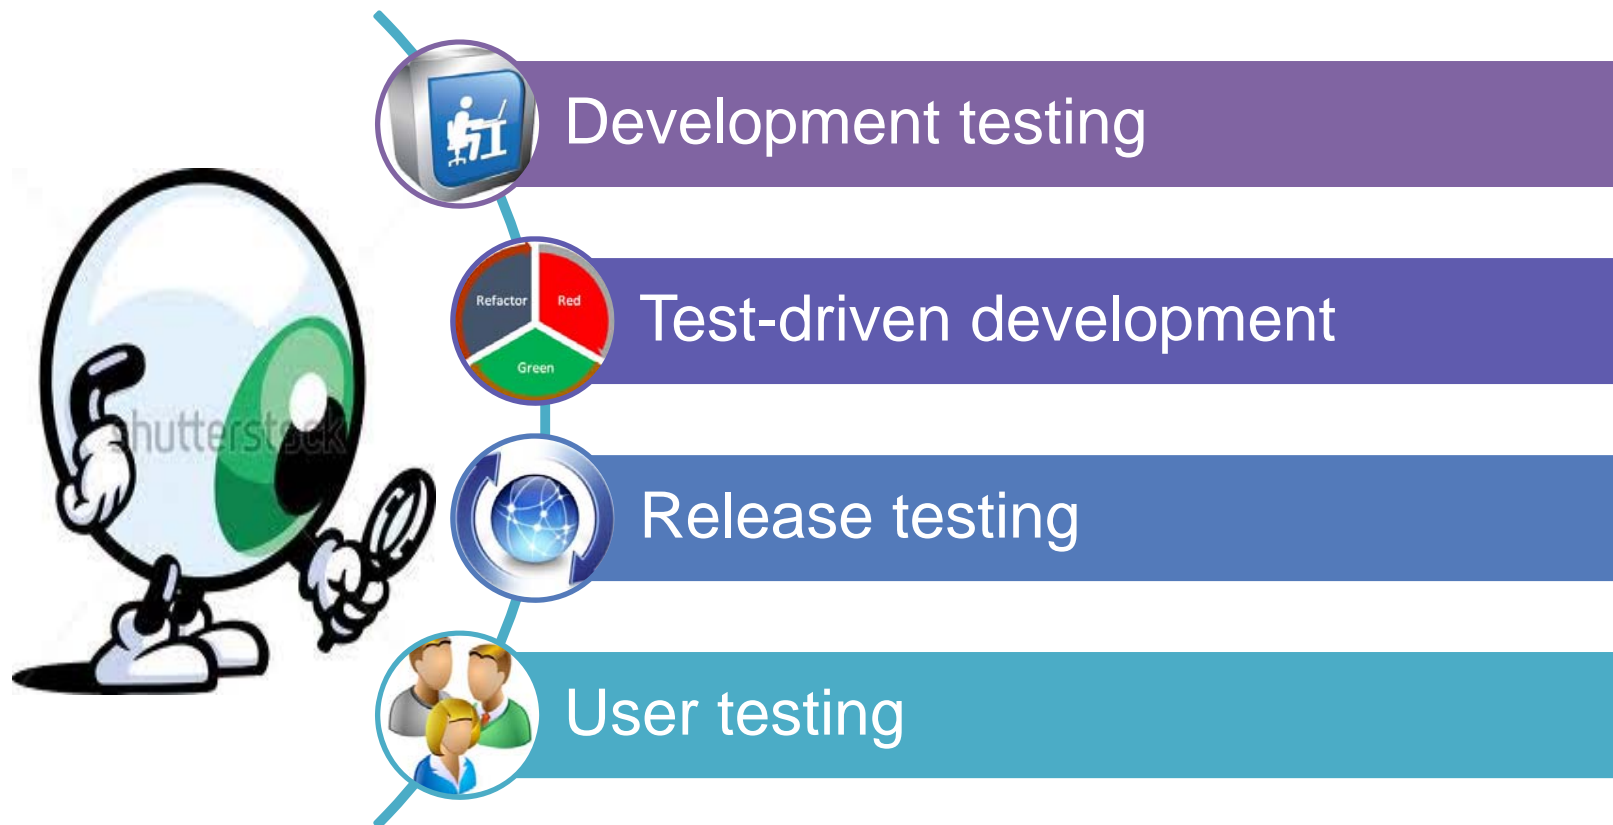 Development testing
Refactor
Red
Green
Test-driven development
shutterstock
Release testing
User testing